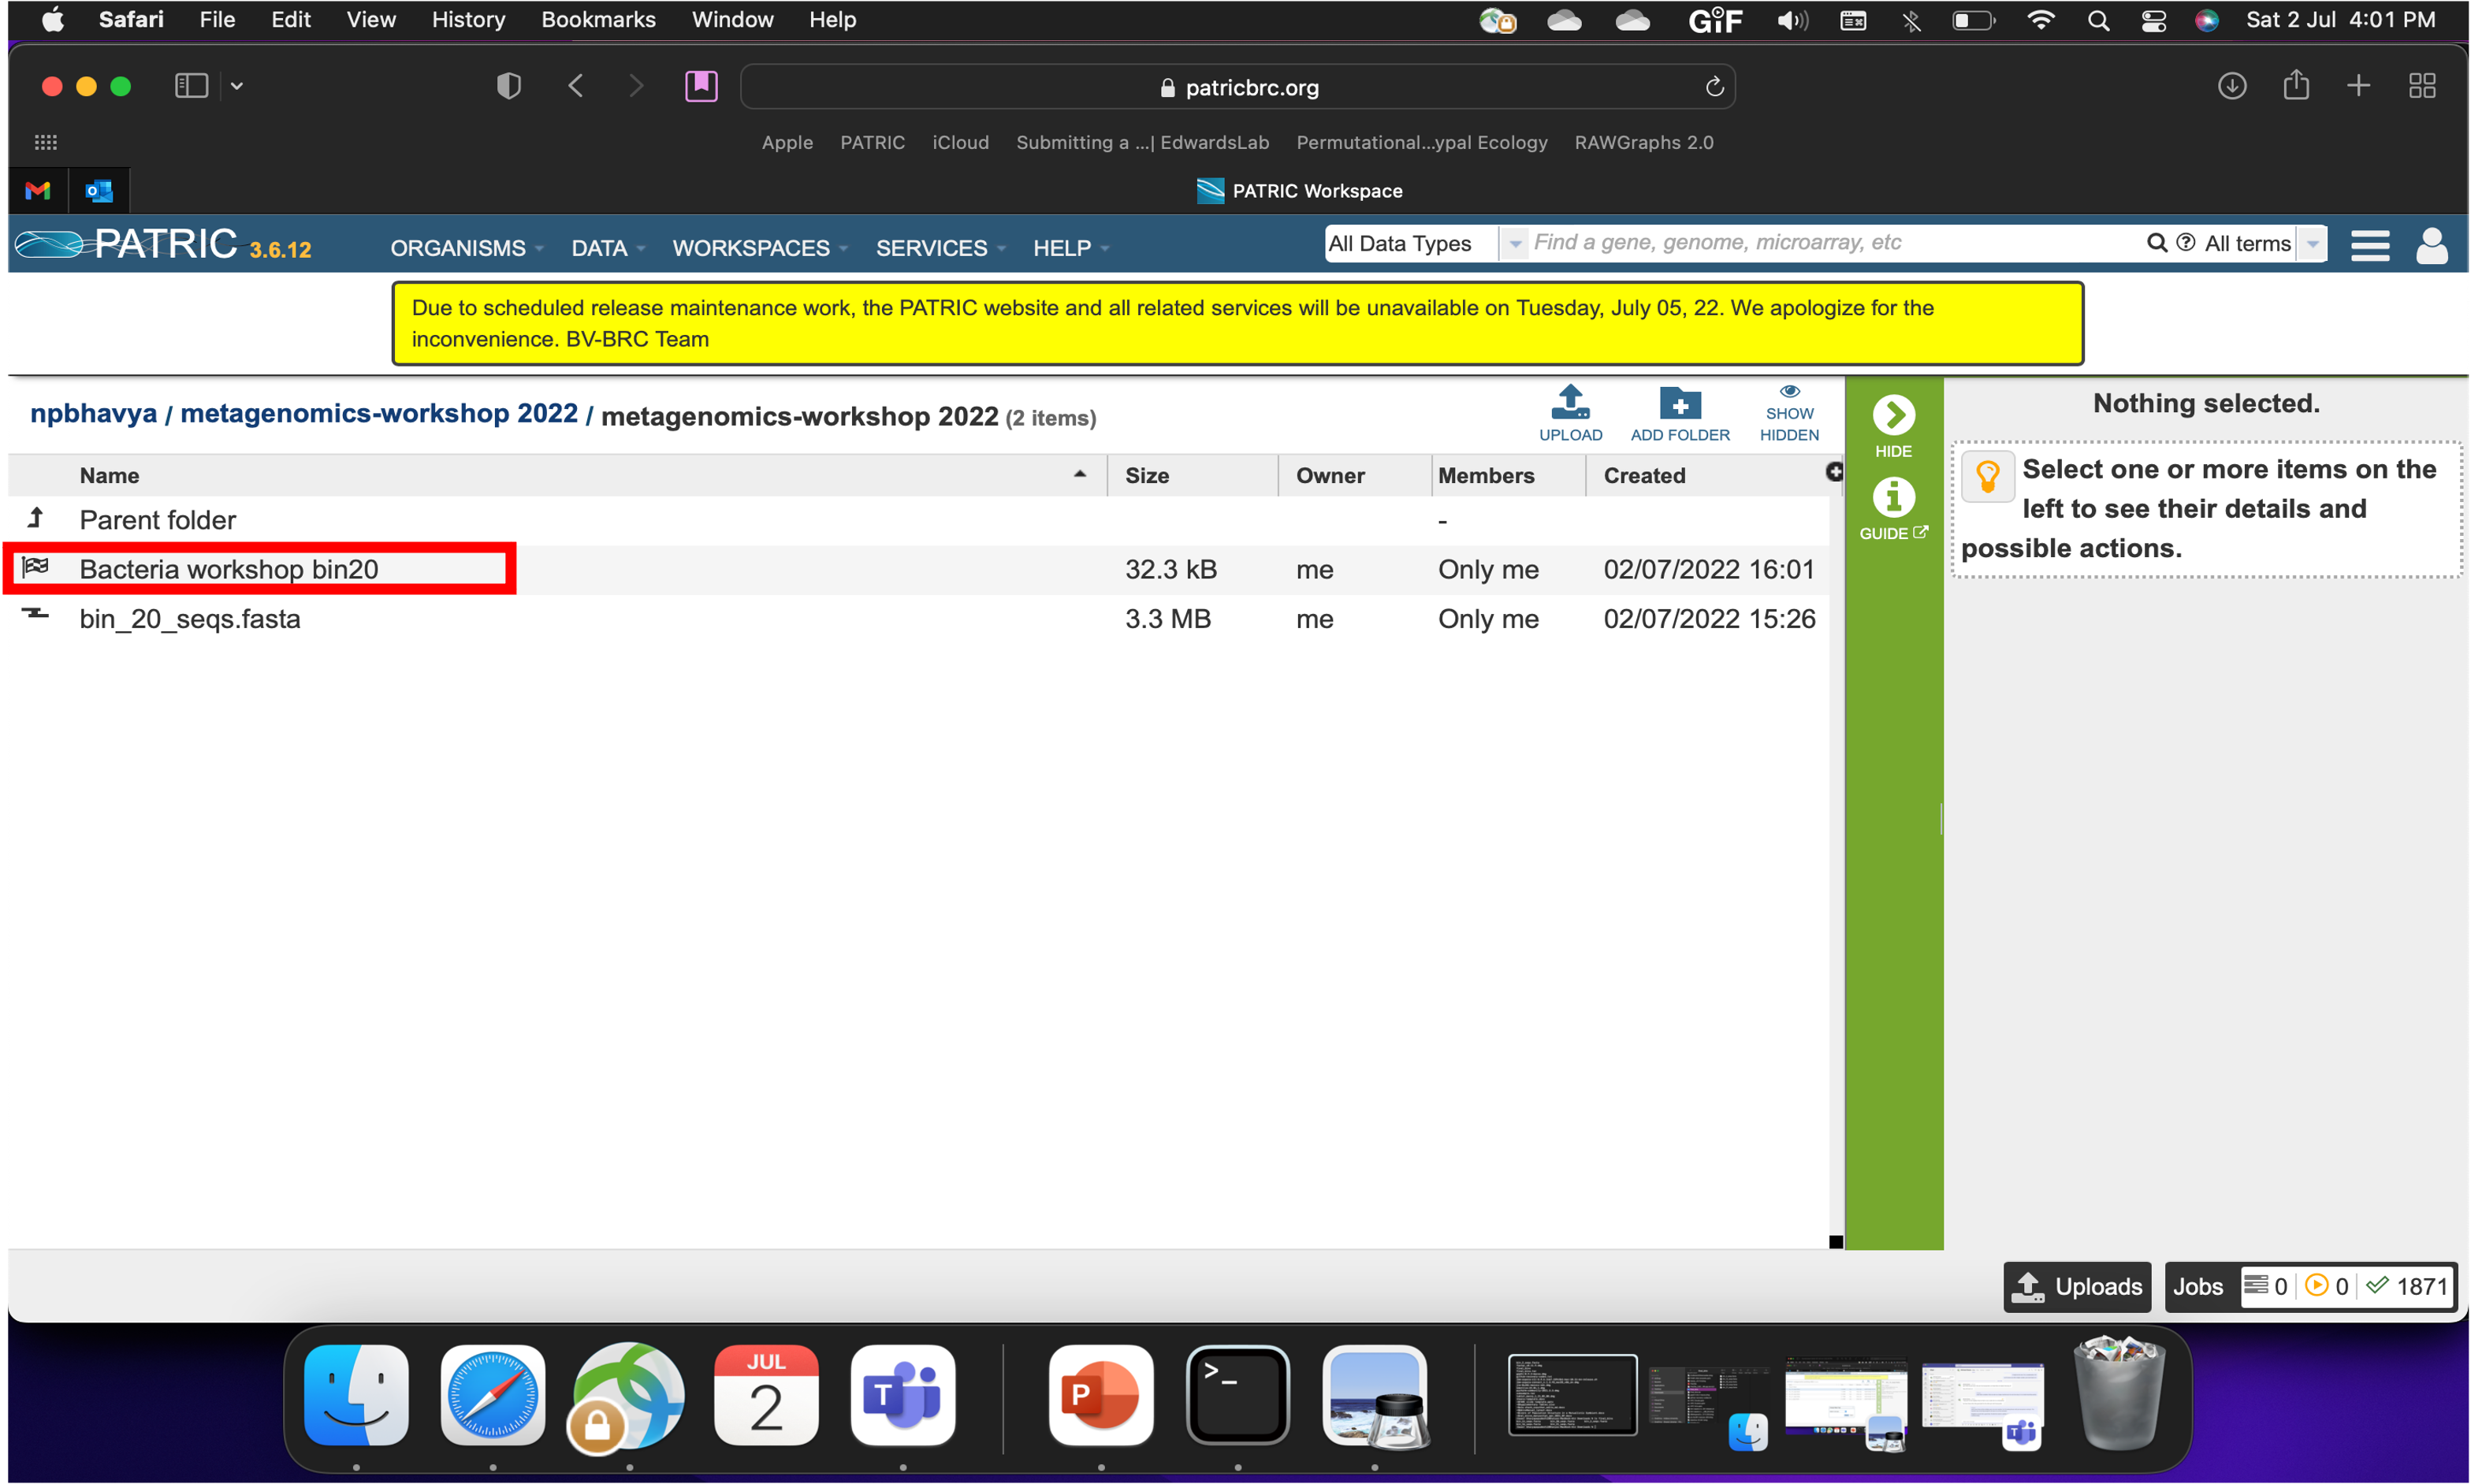 Safari File Edit View History Bookmarks Window Help GIF Sat 2 Jul 4:01 PM
patricbrc.org
Apple PATRIC iCloud Submitting a ...| EdwardsLab Permutational...ypal Ecology RAWGraphs 2.0
PATRIC Workspace
PATRIC 3.6.12 ORGANISMS DATA WORKSPACES SERVICES HELP All Data Types Find a gene, genome, microarray, etc All terms
Due to scheduled release maintenance work, the PATRIC website and all related services will be unavailable on Tuesday, July 05, 22. We apologize for the
inconvenience. BV-BRC Team
npbhavya / metagenomics-workshop 2022 / metagenomics-workshop 2022 (2 items)
UPLOAD ADD FOLDER SHOW HIDDEN
HIDE
GUIDE
Nothing selected.
Select one or more items on the
left to see their details and
possible actions.
Name Size Owner Members Created
Parent folder -
Bacteria workshop bin20 32.3 kB me Only me 02/07/2022 16:01
bin_20_seqs.fasta 3.3 MB me Only me 02/07/2022 15:26
Uploads Jobs 0 0 1871
JUL
2
T
P
>_